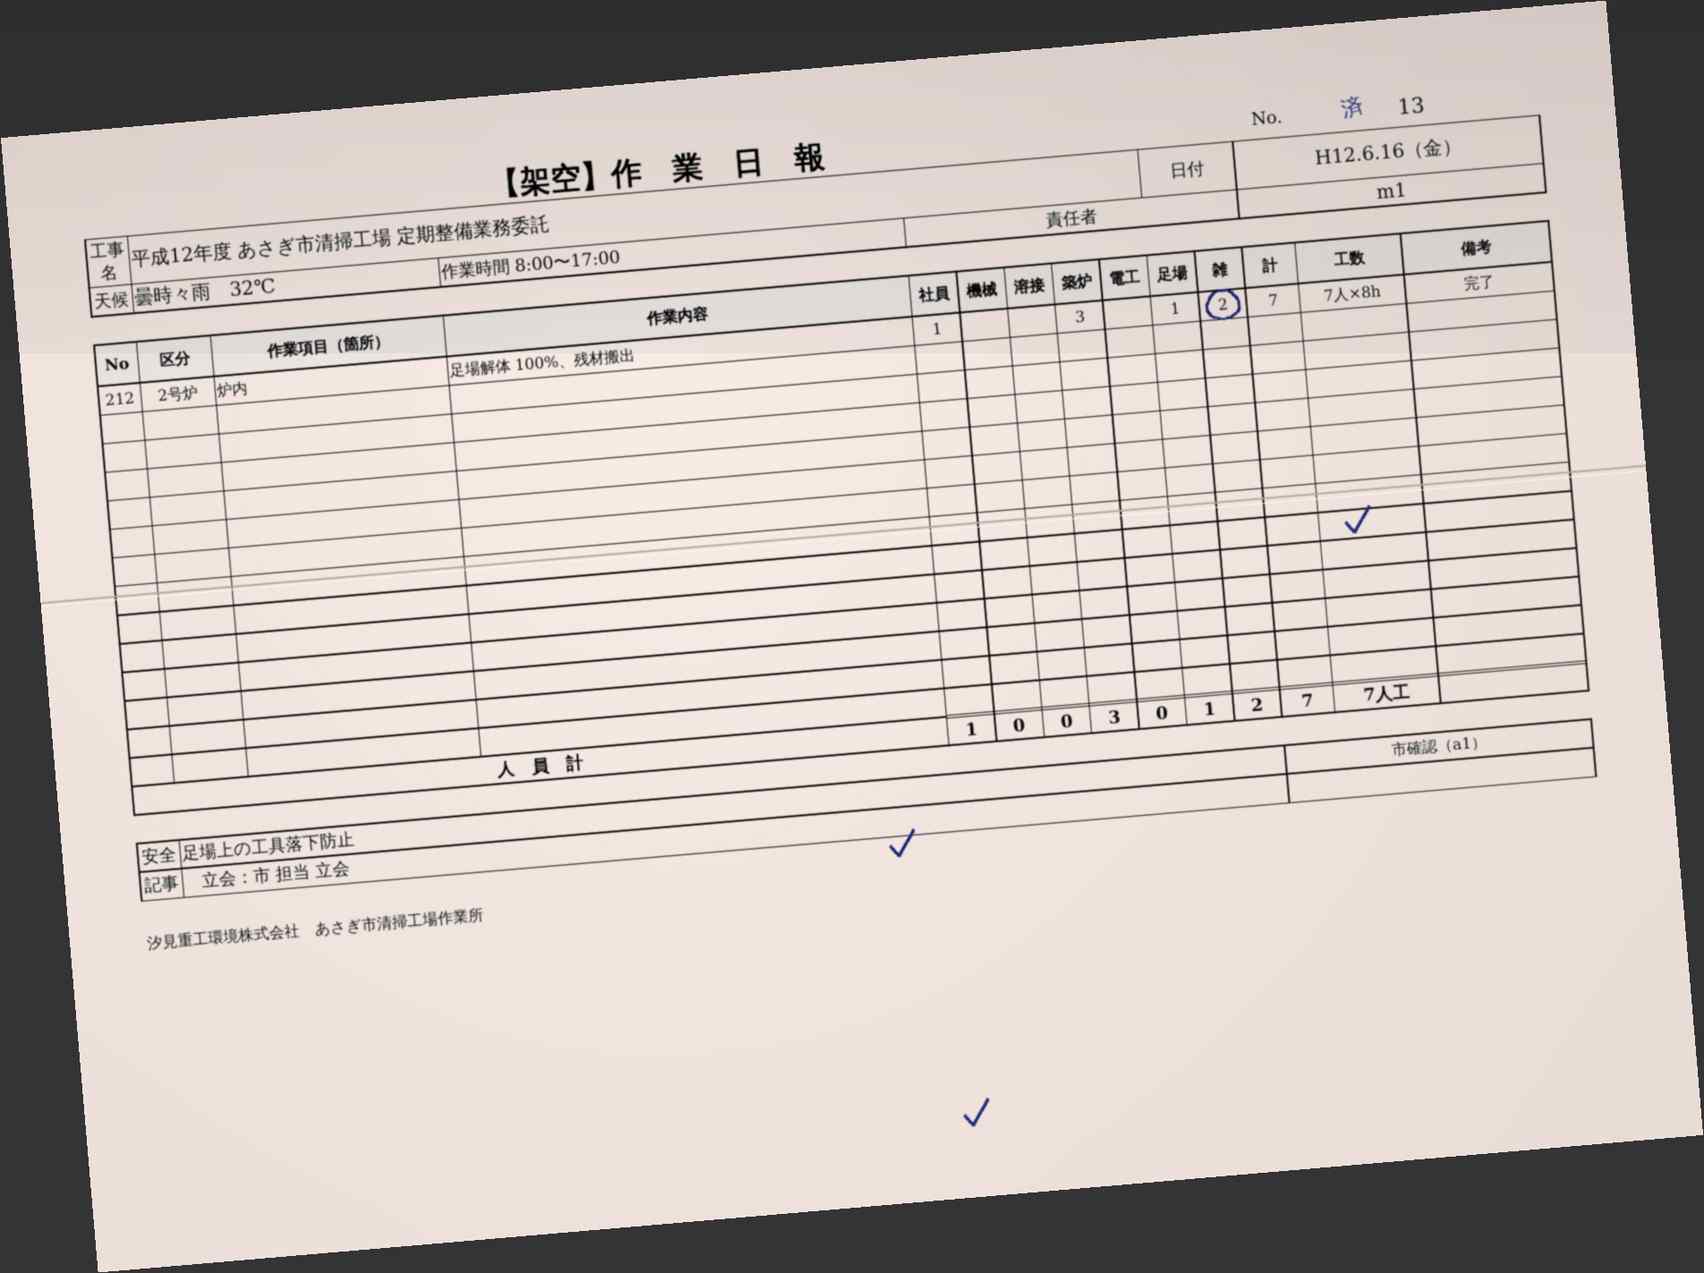 No. 済 13
【架空】作 業 日 報
工事名 平成12年度 あさぎ市清掃工場 定期整備業務委託 日付 H12.6.16（金）
天候 曇時々雨 32℃ 作業時間 8:00〜17:00 責任者 m1
No 区分 作業項目（箇所） 作業内容 社員 機械 溶接 築炉 電工 足場 雑 計 工数 備考
212 2号炉 炉内 足場解体 100%、残材搬出 1 3 1 2 7 7人×8h 完了
人 員 計 1 0 0 3 0 1 2 7 7人工
安全 足場上の工具落下防止 市確認（a1）
記事 立会：市 担当 立会
汐見重工環境株式会社 あさぎ市清掃工場作業所